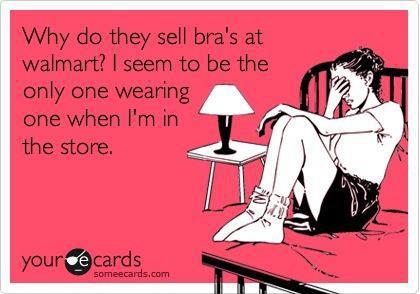 Why do they sell bra's at
walmart? I seem to be the
only one wearing
one when I'm in
the store.
your e cards
someecards.com